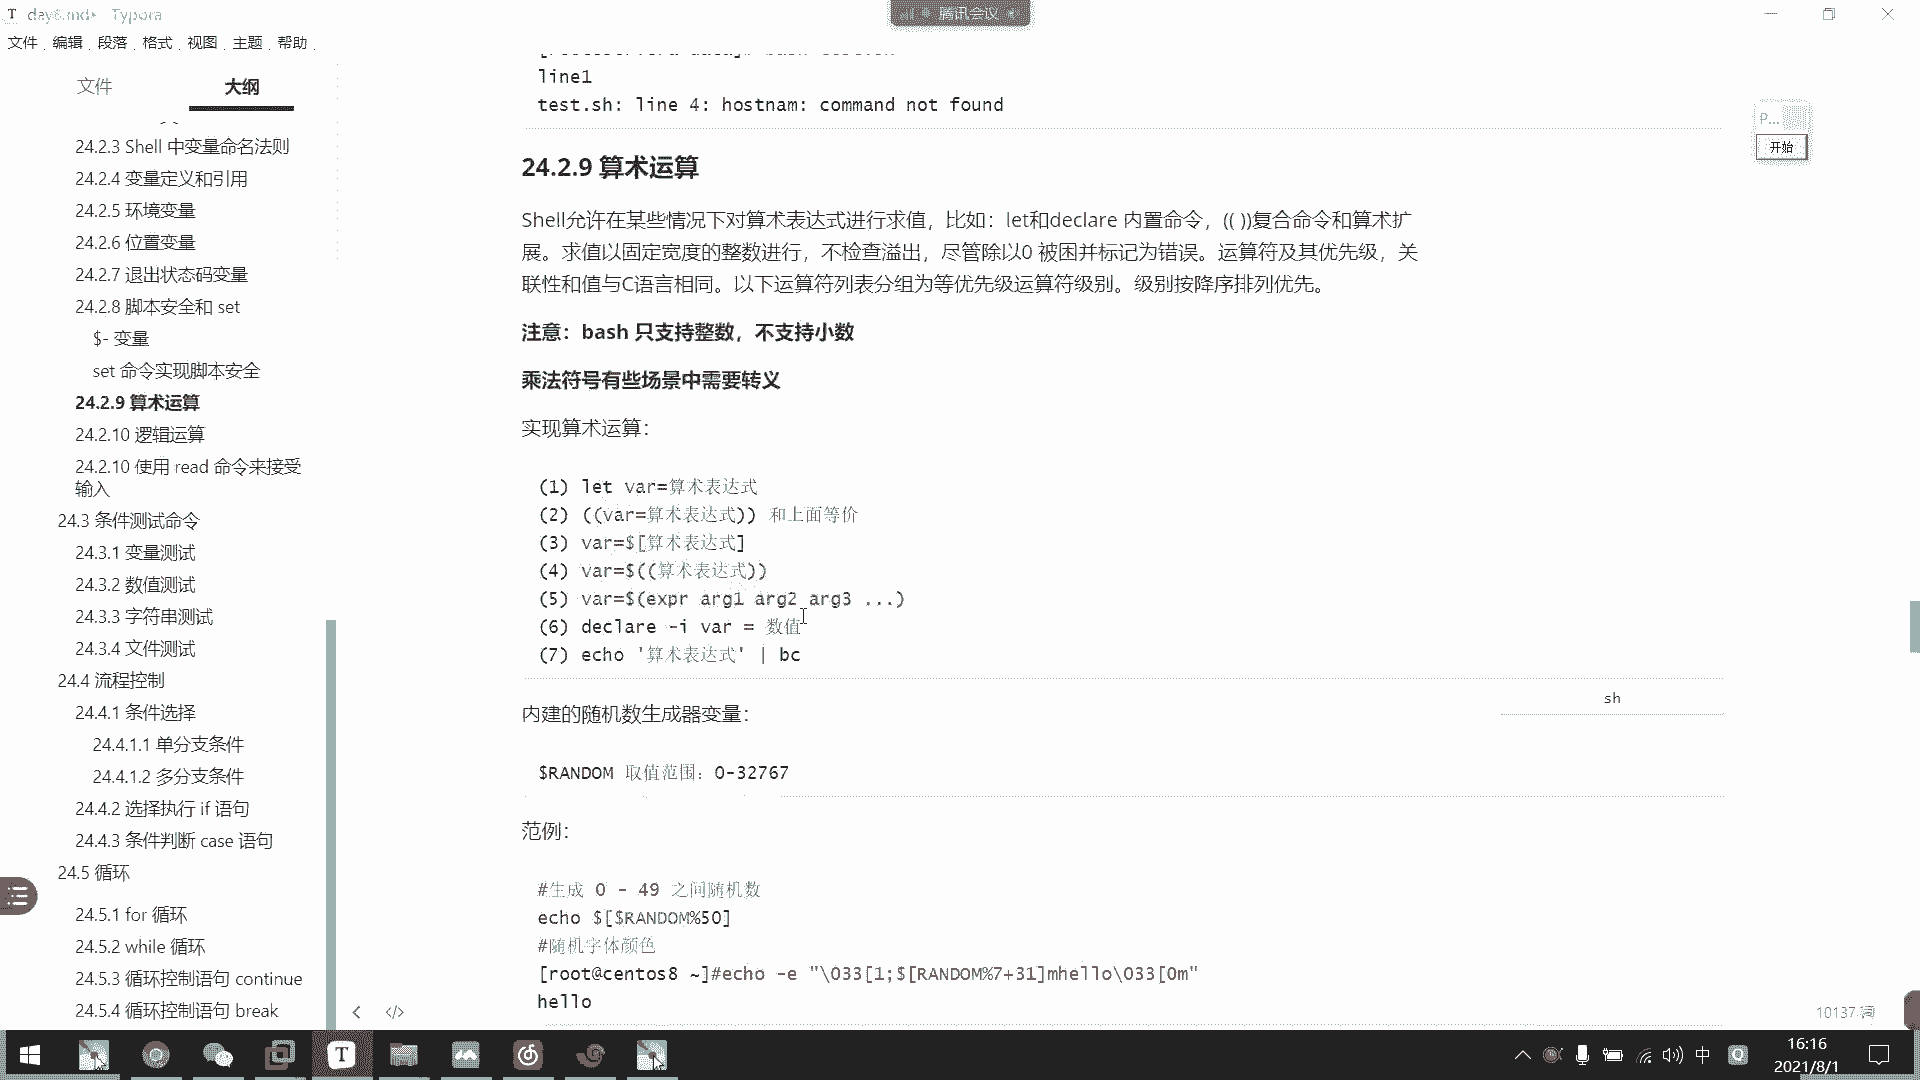 T day6.md• Typora
腾讯会议
文件 编辑 段落 格式 视图 主题 帮助
文件 大纲
24.2.3 Shell 中变量命名法则
24.2.4 变量定义和引用
24.2.5 环境变量
24.2.6 位置变量
24.2.7 退出状态码变量
24.2.8 脚本安全和 set
$- 变量
set 命令实现脚本安全
24.2.9 算术运算
24.2.10 逻辑运算
24.2.10 使用 read 命令来接受
输入
24.3 条件测试命令
24.3.1 变量测试
24.3.2 数值测试
24.3.3 字符串测试
24.3.4 文件测试
24.4 流程控制
24.4.1 条件选择
24.4.1.1 单分支条件
24.4.1.2 多分支条件
24.4.2 选择执行 if 语句
24.4.3 条件判断 case 语句
24.5 循环
24.5.1 for 循环
24.5.2 while 循环
24.5.3 循环控制语句 continue
24.5.4 循环控制语句 break
line1
test.sh: line 4: hostnam: command not found
24.2.9 算术运算
Shell允许在某些情况下对算术表达式进行求值，比如：let和declare 内置命令，(( ))复合命令和算术扩
展。求值以固定宽度的整数进行，不检查溢出，尽管除以0 被困并标记为错误。运算符及其优先级，关
联性和值与C语言相同。以下运算符列表分组为等优先级运算符级别。级别按降序排列优先。
注意：bash 只支持整数，不支持小数
乘法符号有些场景中需要转义
实现算术运算：
(1) let var=算术表达式
(2) ((var=算术表达式)) 和上面等价
(3) var=$[算术表达式]
(4) var=$((算术表达式))
(5) var=$(expr arg1 arg2 arg3 ...)
(6) declare -i var = 数值
(7) echo '算术表达式' | bc
sh
内建的随机数生成器变量：
$RANDOM 取值范围：0-32767
范例：
#生成 0 - 49 之间随机数
echo $[$RANDOM%50]
#随机字体颜色
[root@centos8 ~]#echo -e "\033[1;$[RANDOM%7+31]mhello\033[0m"
hello
P...
开始
10137 词
中
16:16
2021/8/1